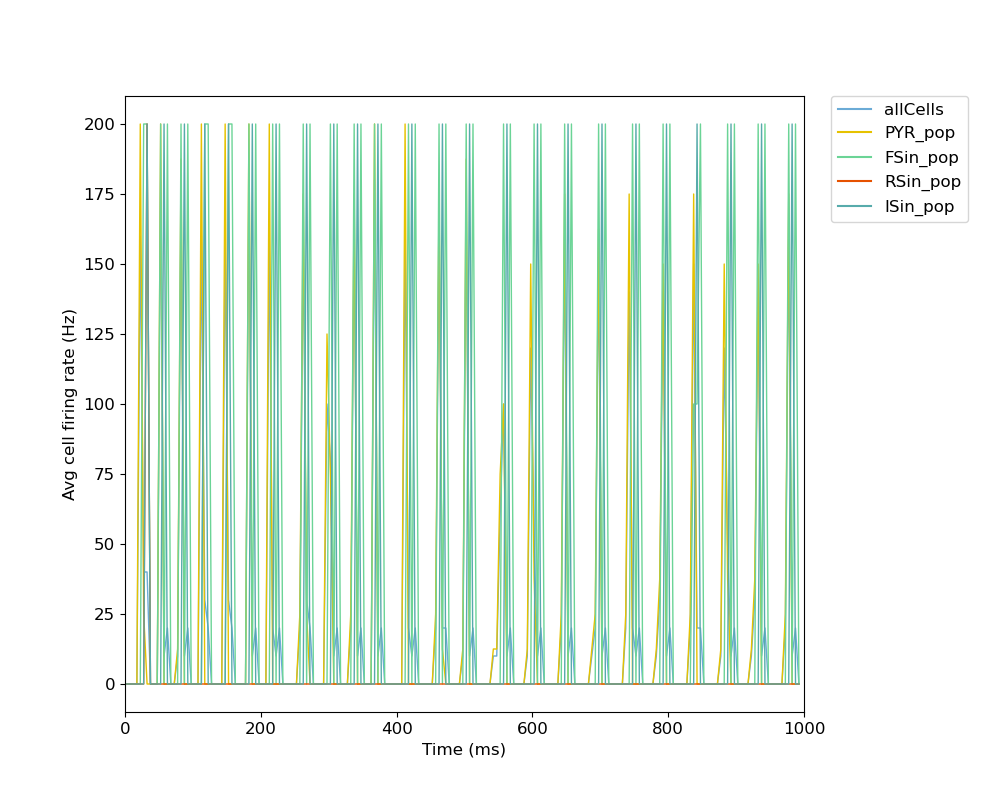 200
175
150
125
100
75
50
25
0
Avg cell firing rate (Hz)
0 200 400 600 800 1000
Time (ms)
allCells
PYR_pop
FSin_pop
RSin_pop
ISin_pop